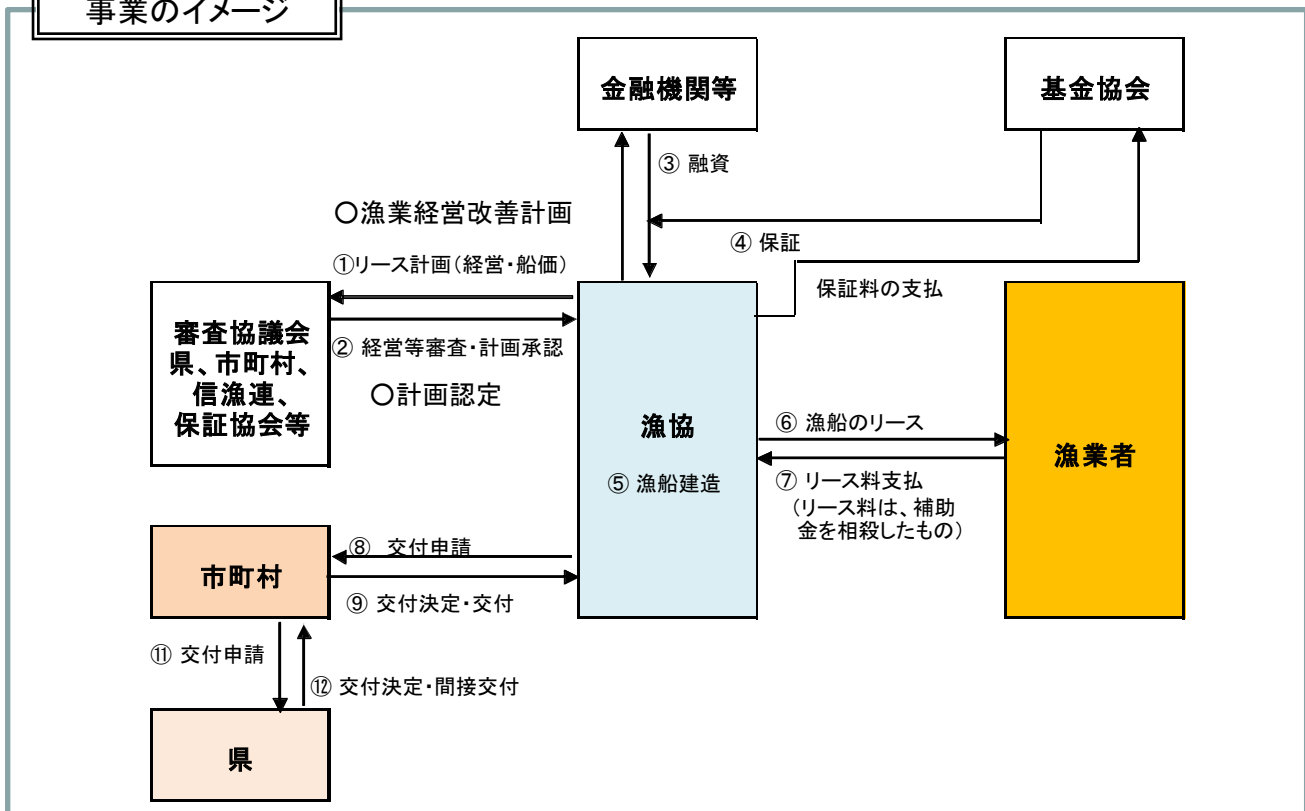 事業のイメージ
金融機関等
基金協会
③ 融資
〇漁業経営改善計画
④ 保証
①リース計画(経営・船価)
保証料の支払
審査協議会
県、市町村、
信漁連、
保証協会等
② 経営等審査・計画承認
〇計画認定
漁協
⑤ 漁船建造
⑥ 漁船のリース
漁業者
⑦ リース料支払
(リース料は、補助
金を相殺したもの)
⑧ 交付申請
市町村
⑨ 交付決定・交付
⑪ 交付申請
⑫ 交付決定・間接交付
県